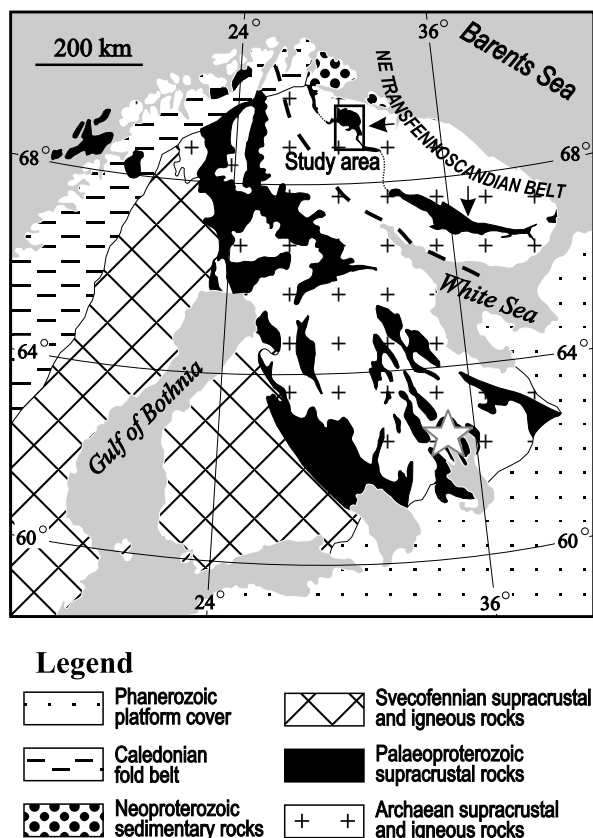 24°
36°
200 km
Barents Sea
NE TRANSFENNOSCANDIAN BELT
68°
68°
Study area
White Sea
64°
64°
Gulf of Bothnia
60°
60°
24°
36°
Legend
Phanerozoic
platform cover
Caledonian
fold belt
Neoproterozoic
sedimentary rocks
Svecofennian supracrustal
and igneous rocks
Palaeoproterozoic
supracrustal rocks
Archaean supracrustal
and igneous rocks